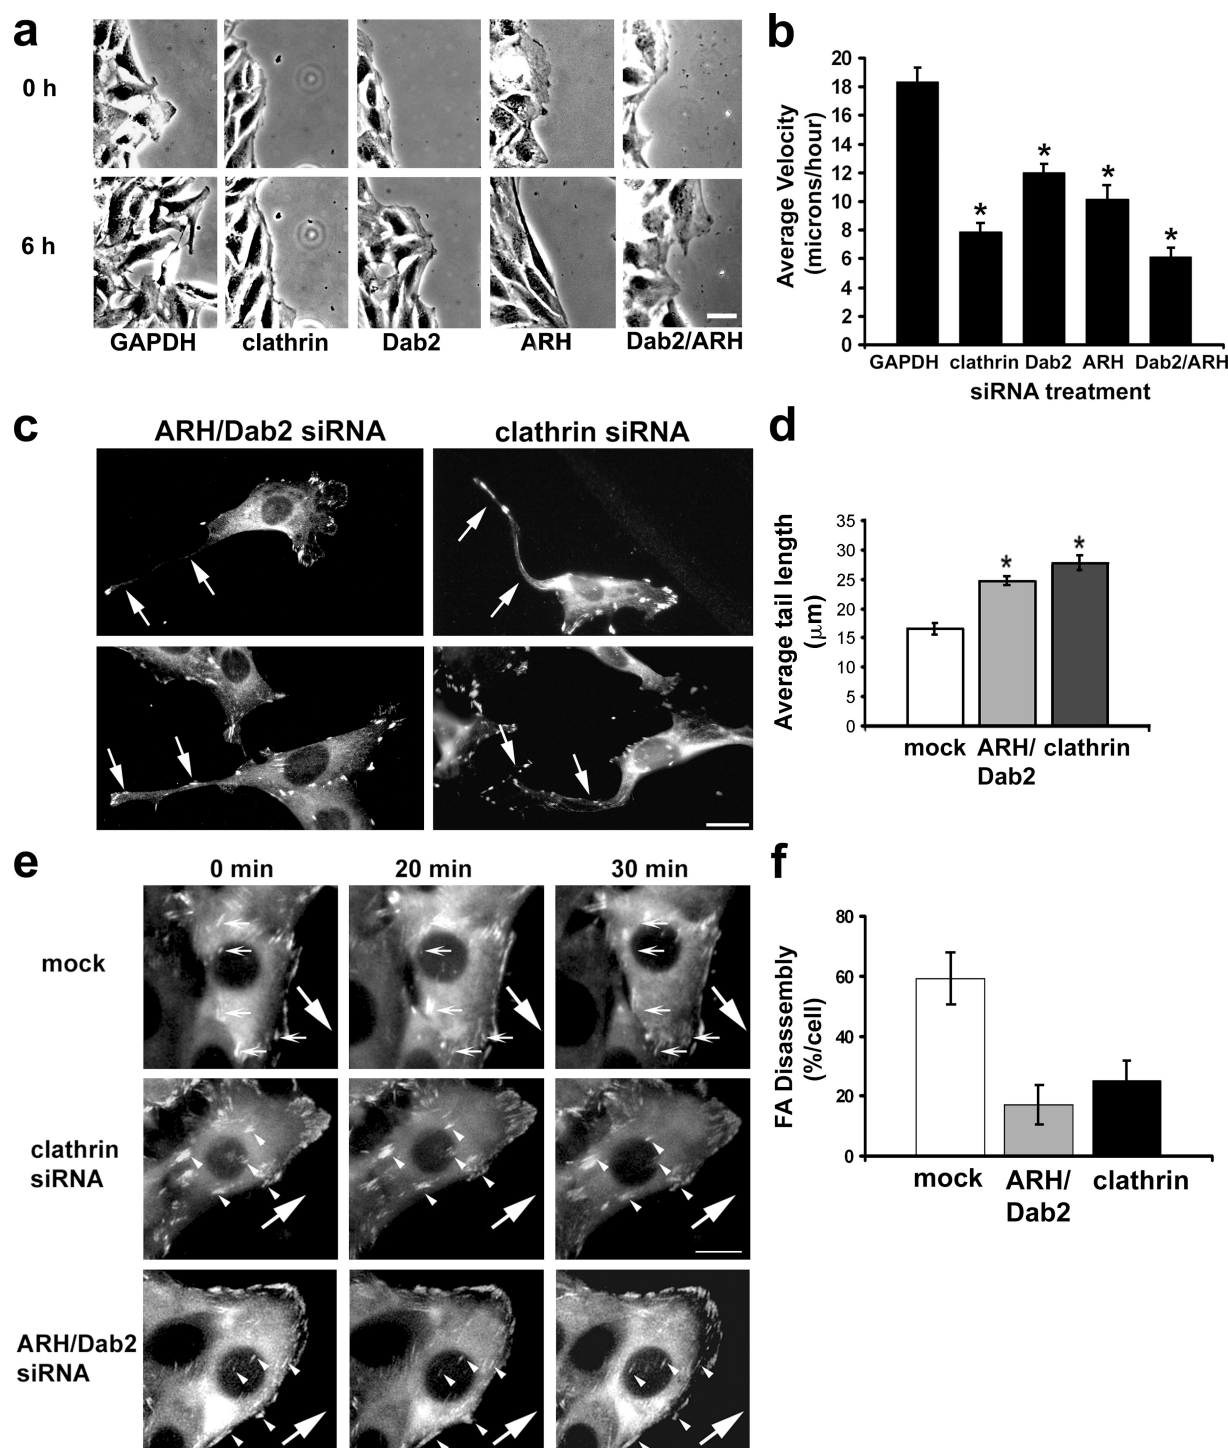 a
0 h
6 h
GAPDH clathrin Dab2 ARH Dab2/ARH
b
Average Velocity
(microns/hour)
20
18
16
14
12
10
8
6
4
2
0
*
*
*
*
GAPDH clathrin Dab2 ARH Dab2/ARH
siRNA treatment
c
ARH/Dab2 siRNA
clathrin siRNA
d
Average tail length
(μm)
35
30
25
20
15
10
5
0
*
*
mock ARH/ clathrin
Dab2
e
0 min 20 min 30 min
mock
clathrin
siRNA
ARH/Dab2
siRNA
f
FA Disassembly
(%/cell)
80
60
40
20
0
mock ARH/ clathrin
Dab2